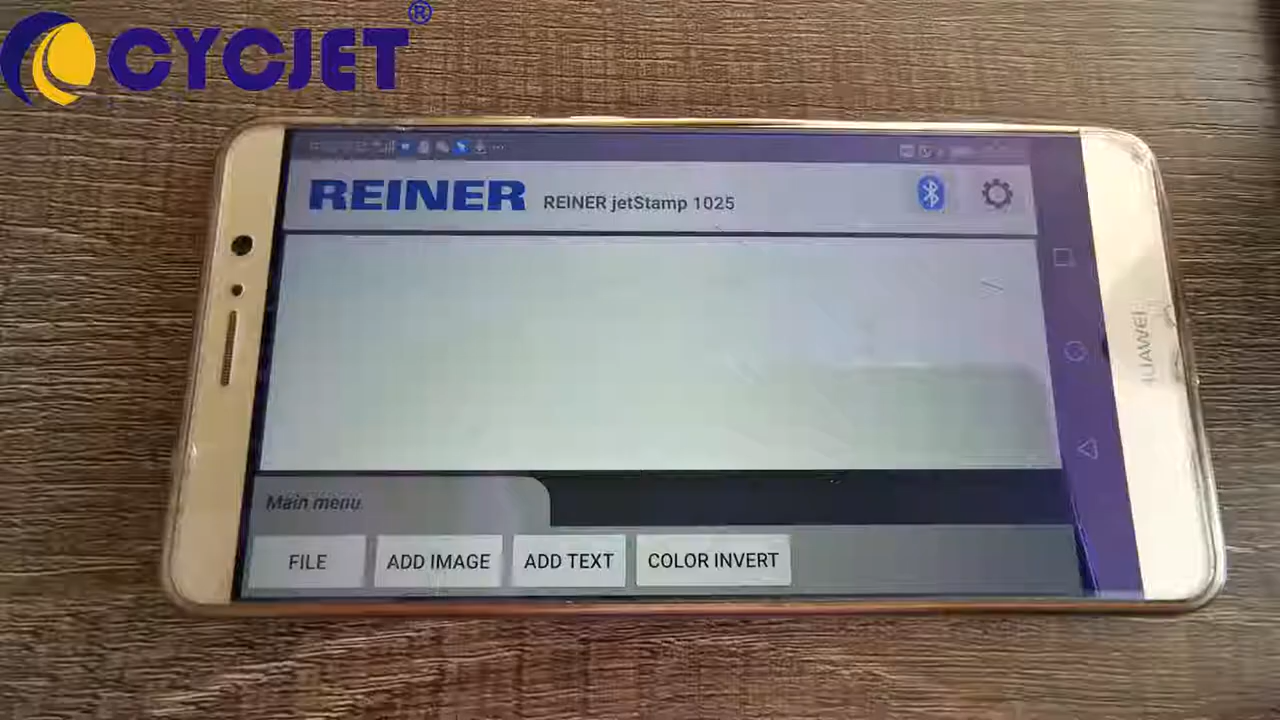 CYCJET®
REINER REINER jetStamp 1025
Main menu
FILE ADD IMAGE ADD TEXT COLOR INVERT
HUAWEI